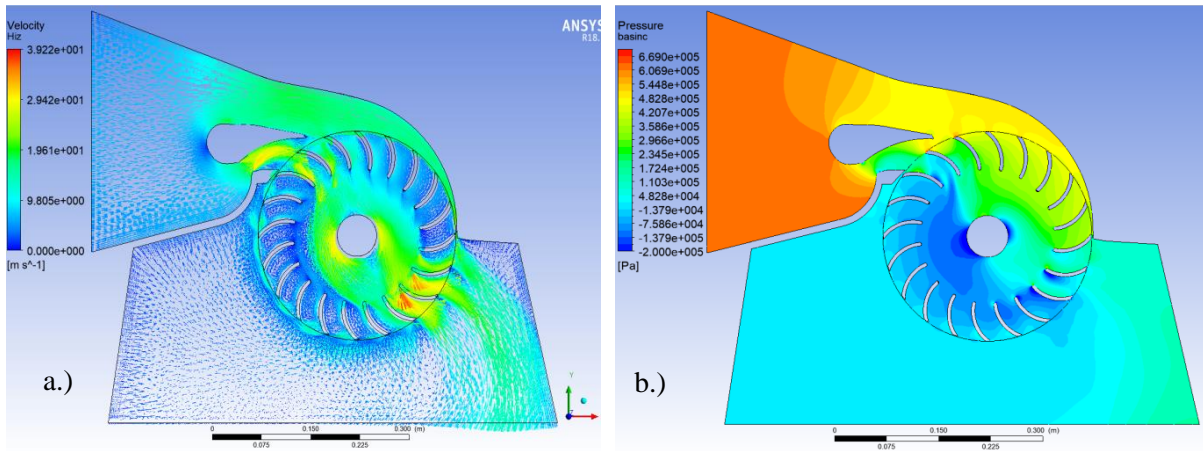 Velocity
Hiz
3.922e+001
2.942e+001
1.961e+001
9.805e+000
0.000e+000
[m s^-1]
ANSYS
R18.
a.)
Y
X
Z
0
0.150
0.300
(m)
0.075
0.225
Pressure
basinc
6.690e+005
6.069e+005
5.448e+005
4.828e+005
4.207e+005
3.586e+005
2.966e+005
2.345e+005
1.724e+005
1.103e+005
4.828e+004
-1.379e+004
-7.586e+004
-1.379e+005
-2.000e+005
[Pa]
b.)
0
0.150
0.300
(m)
0.075
0.225